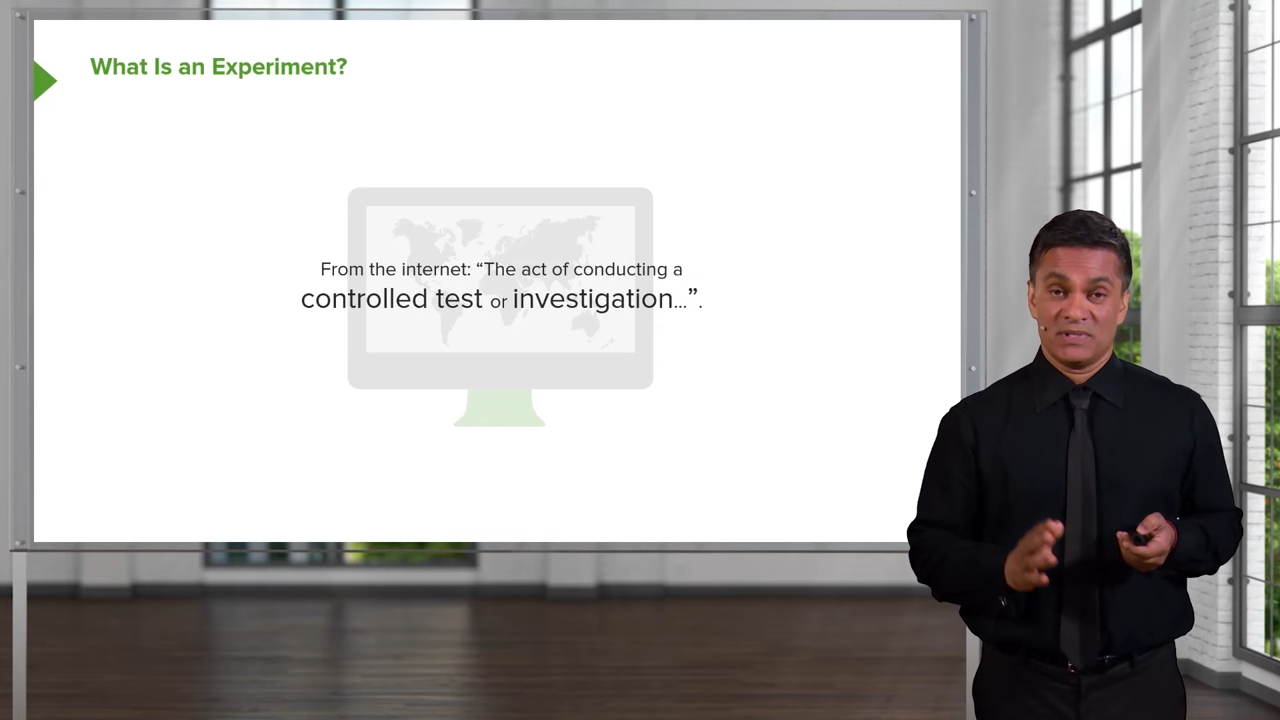 What Is an Experiment?
From the internet: “The act of conducting a
controlled test or investigation...”.